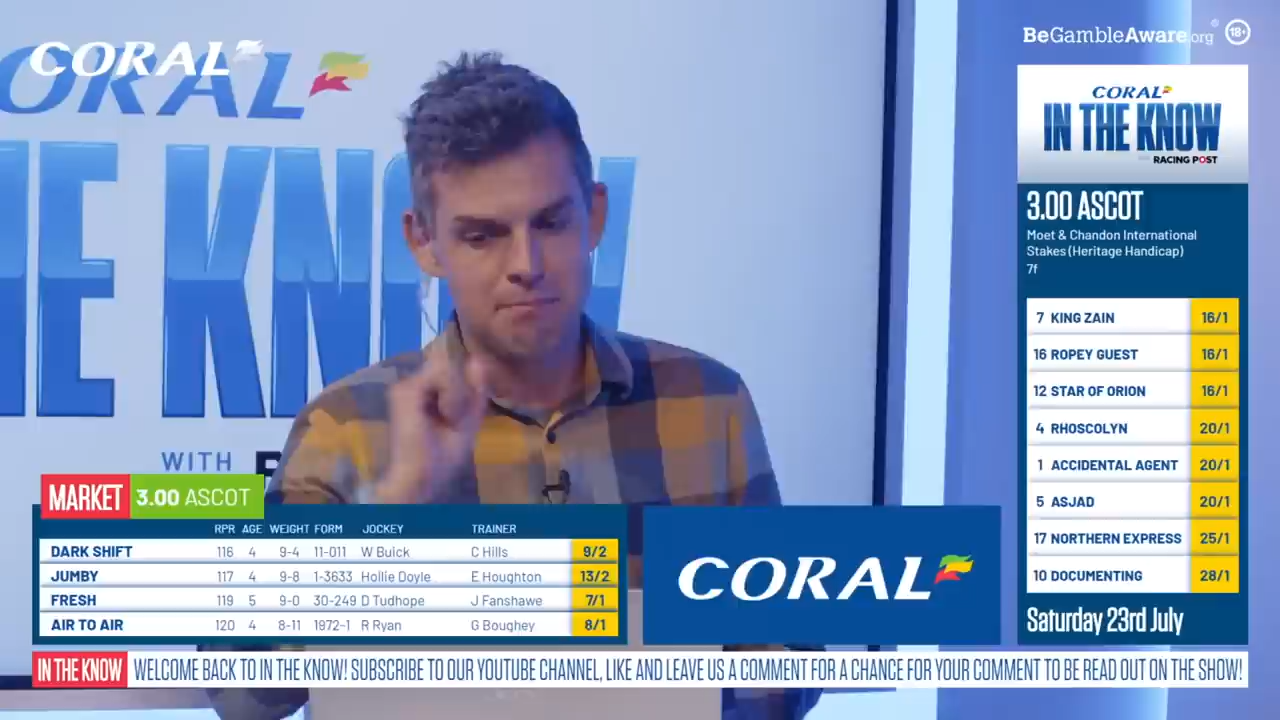 CORAL
CORAL
THE KNOW
WITH
BeGambleAware.org
18+
CORAL
IN THE KNOW
WITH RACING POST
3.00 ASCOT
Moet & Chandon International
Stakes (Heritage Handicap)
7f
7 KING ZAIN 16/1
16 ROPEY GUEST 16/1
12 STAR OF ORION 16/1
4 RHOSCOLYN 20/1
1 ACCIDENTAL AGENT 20/1
5 ASJAD 20/1
17 NORTHERN EXPRESS 25/1
10 DOCUMENTING 28/1
Saturday 23rd July
MARKET 3.00 ASCOT
RPR AGE WEIGHT FORM JOCKEY TRAINER
DARK SHIFT 116 4 9-4 11-011 W Buick C Hills 9/2
JUMBY 117 4 9-8 1-3633 Hollie Doyle E Houghton 13/2
FRESH 119 5 9-0 30-249 D Tudhope J Fanshawe 7/1
AIR TO AIR 120 4 8-11 1972-1 R Ryan G Boughey 8/1
CORAL
IN THE KNOW WELCOME BACK TO IN THE KNOW! SUBSCRIBE TO OUR YOUTUBE CHANNEL, LIKE AND LEAVE US A COMMENT FOR A CHANCE FOR YOUR COMMENT TO BE READ OUT ON THE SHOW!